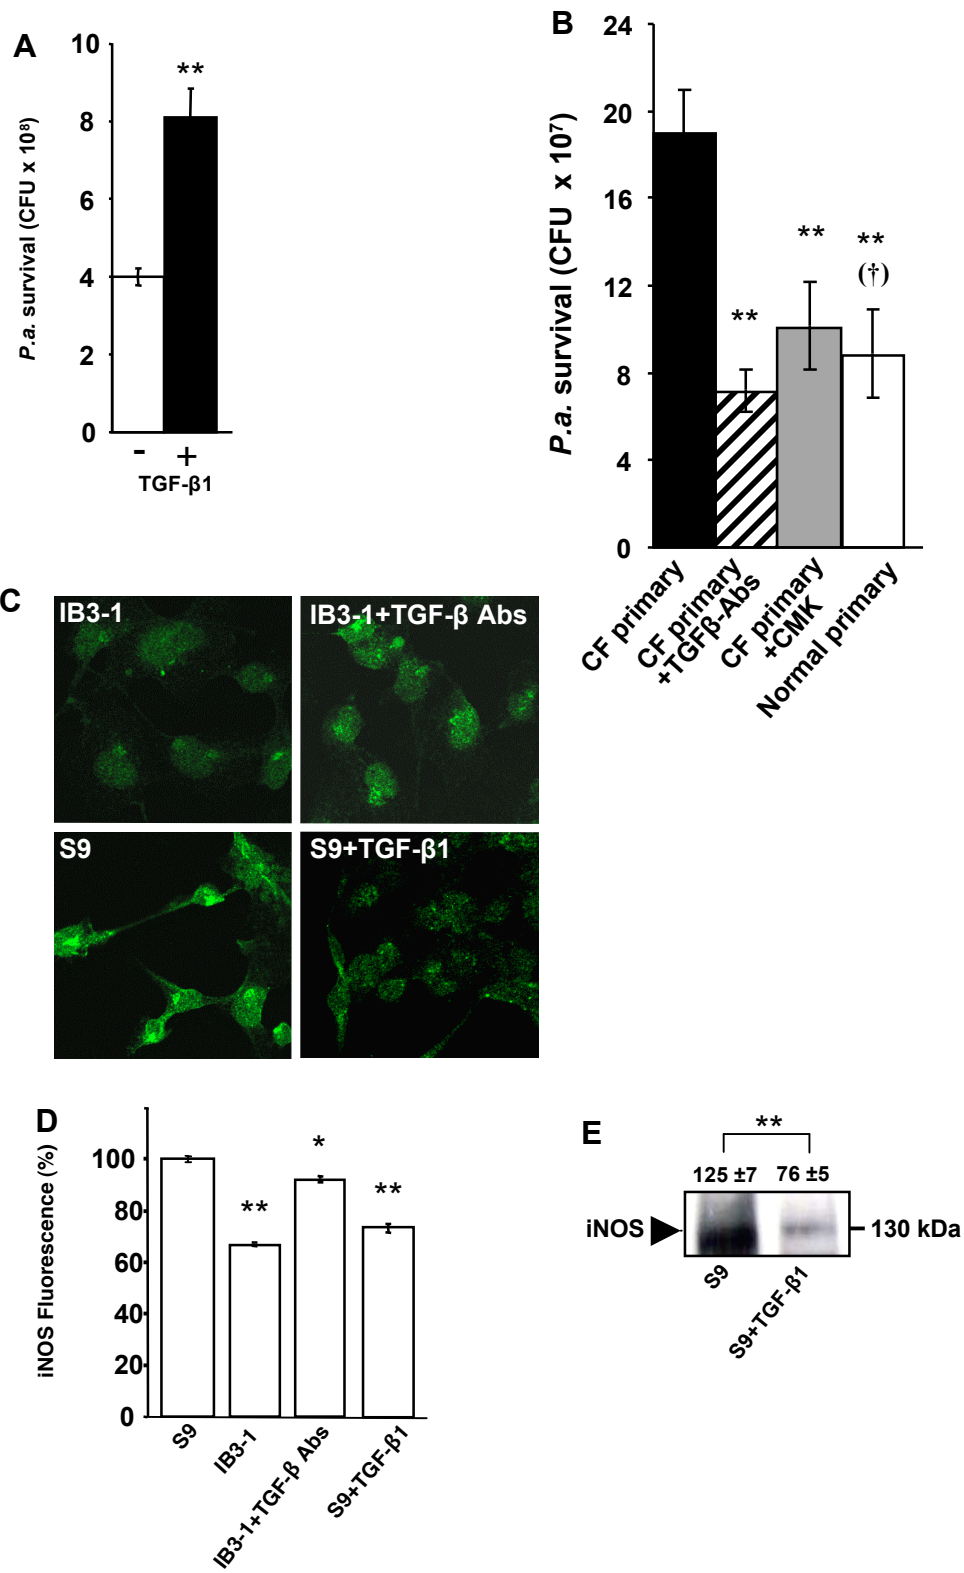 A
10
8
6
4
2
0
P.a. survival (CFU x 10⁸)
**
- +
TGF-β1
B
24
20
16
12
8
4
0
P.a. survival (CFU x 10⁷)
**
**
**
(†)
CF primary
CF primary
+TGFβ-Abs
CF primary
+CMK
Normal primary
C
IB3-1
IB3-1+TGF-β Abs
S9
S9+TGF-β1
D
100
80
60
40
20
0
iNOS Fluorescence (%)
**
*
**
S9
IB3-1
IB3-1+TGF-β Abs
S9+TGF-β1
E
**
125 ±7 76 ±5
iNOS
130 kDa
S9
S9+TGF-β1